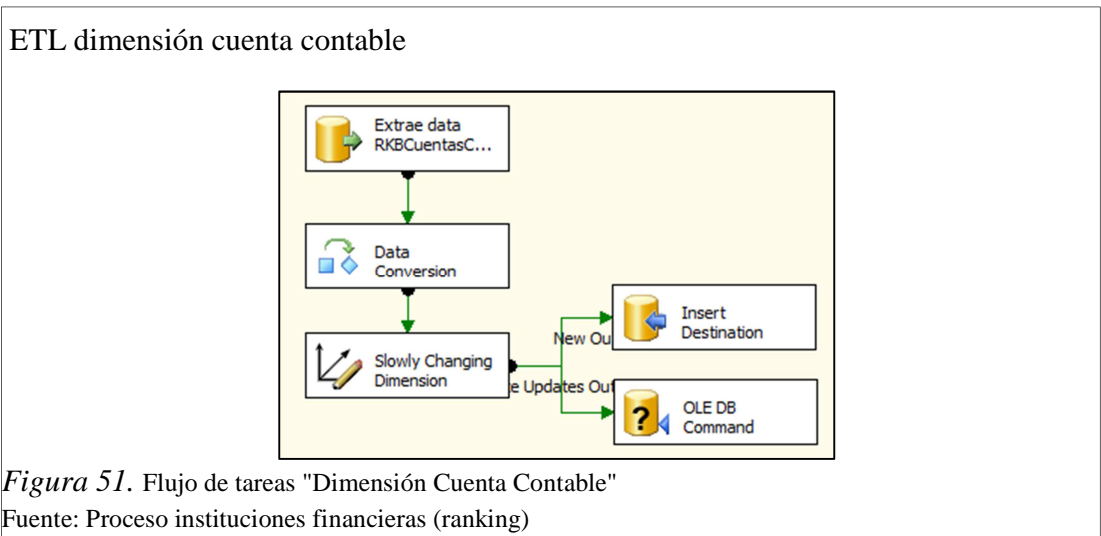 ETL dimensión cuenta contable
Extrae data
RKBCuentasC...
Data
Conversion
Slowly Changing
Dimension
New Ou
e Updates Out
Insert
Destination
OLE DB
Command
Figura 51. Flujo de tareas "Dimensión Cuenta Contable"
Fuente: Proceso instituciones financieras (ranking)